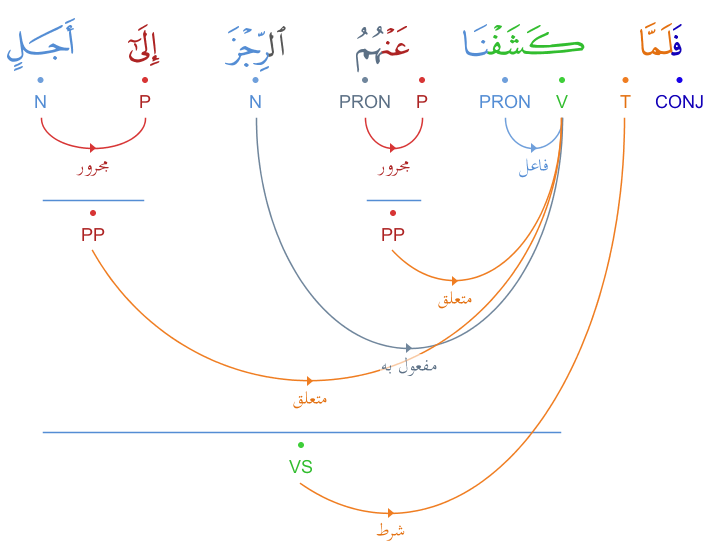 فَلَمَّا كَشَفْنَا عَنْهُمُ ٱلرِّجْزَ إِلَىٰٓ أَجَلٍ
CONJ T V PRON P PRON N P N
فاعل مجرور مجرور
PP PP
متعلق
مفعول به
متعلق
VS
شرط